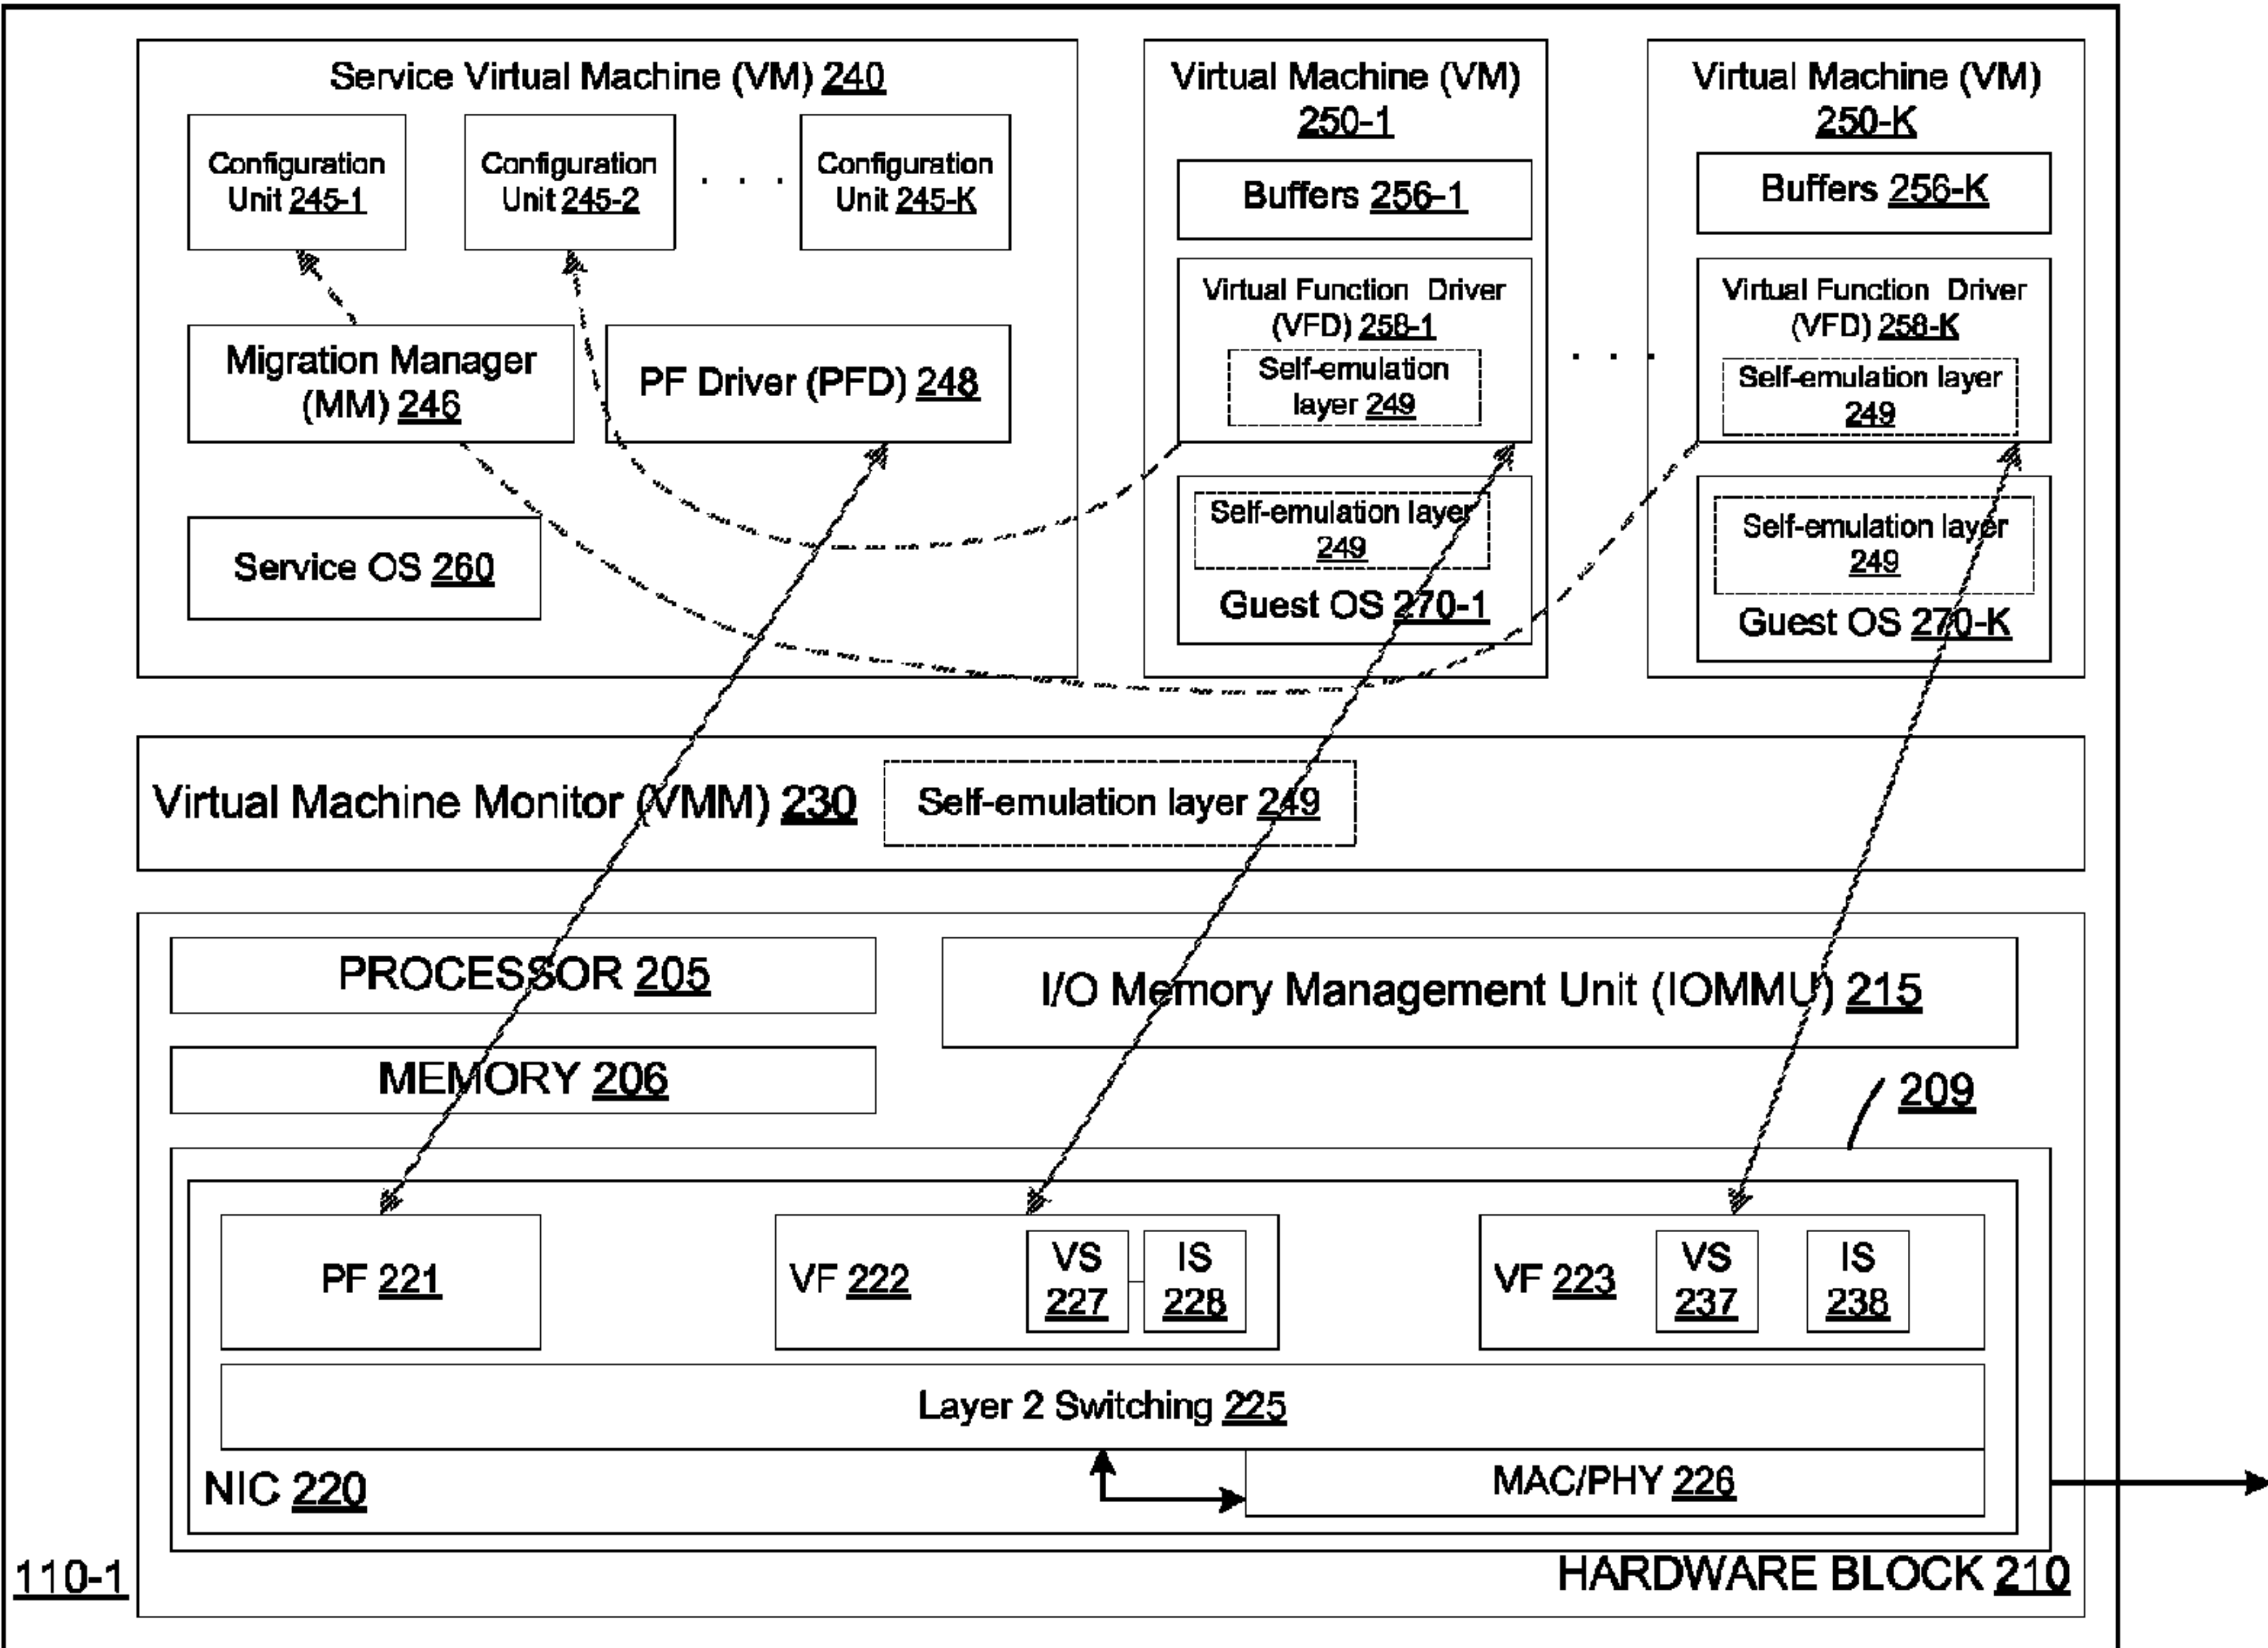 Service Virtual Machine (VM) 240
Configuration
Unit 245-1
Configuration
Unit 245-2
. . .
Configuration
Unit 245-K
Migration Manager
(MM) 246
PF Driver (PFD) 248
Service OS 260
Virtual Machine (VM)
250-1
Buffers 256-1
Virtual Function Driver
(VFD) 258-1
Self-emulation
layer 249
Self-emulation layer
249
Guest OS 270-1
. . .
Virtual Machine (VM)
250-K
Buffers 256-K
Virtual Function Driver
(VFD) 258-K
Self-emulation layer
249
Self-emulation layer
249
Guest OS 270-K
Virtual Machine Monitor (VMM) 230
Self-emulation layer 249
PROCESSOR 205
I/O Memory Management Unit (IOMMU) 215
MEMORY 206
209
PF 221
VF 222
VS
227
IS
228
VF 223
VS
237
IS
238
Layer 2 Switching 225
NIC 220
MAC/PHY 226
110-1
HARDWARE BLOCK 210